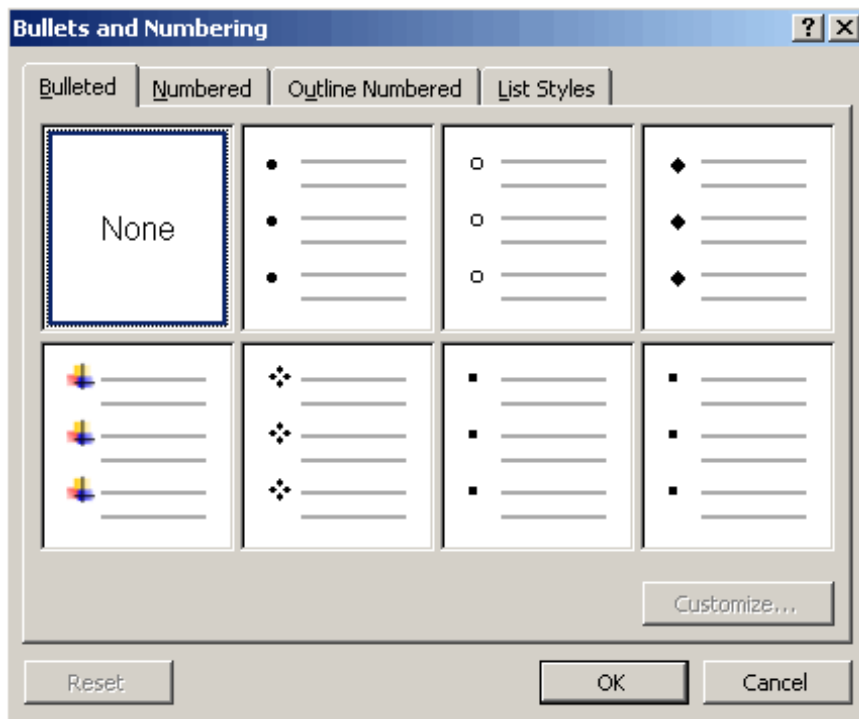 Bullets and Numbering
Bulleted Numbered Outline Numbered List Styles
None
Customize...
Reset OK Cancel